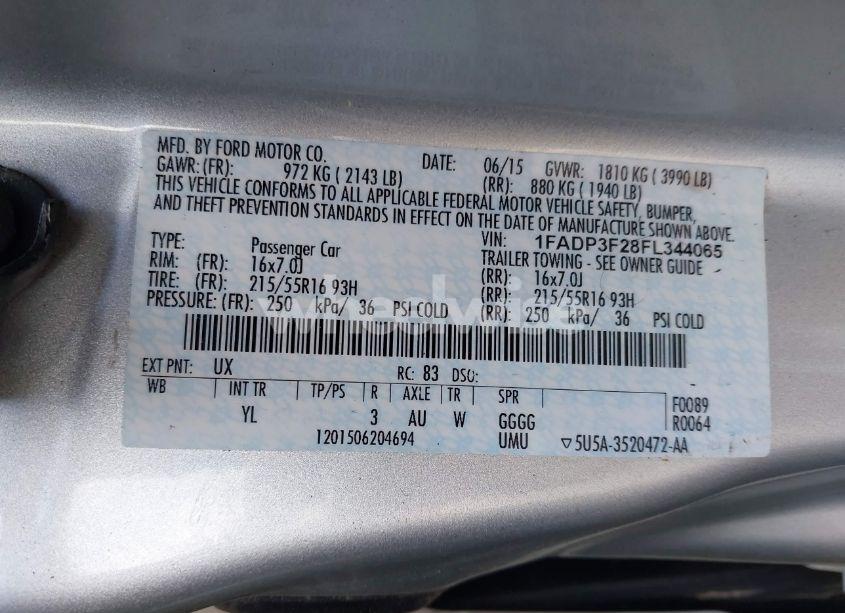 MFD. BY FORD MOTOR CO. DATE: 06/15 GVWR: 1810 KG ( 3990 LB)
GAWR: (FR): 972 KG ( 2143 LB) (RR): 880 KG ( 1940 LB)
THIS VEHICLE CONFORMS TO ALL APPLICABLE FEDERAL MOTOR VEHICLE SAFETY, BUMPER,
AND THEFT PREVENTION STANDARDS IN EFFECT ON THE DATE OF MANUFACTURE SHOWN ABOVE.
VIN: 1FADP3F28FL344065
TYPE: Passenger Car TRAILER TOWING - SEE OWNER GUIDE
RIM: (FR): 16x7.0J (RR): 16x7.0J
TIRE: (FR): 215/55R16 93H (RR): 215/55R16 93H
PRESSURE: (FR): 250 kPa/ 36 PSI COLD (RR): 250 kPa/ 36 PSI COLD
EXT PNT: UX RC: 83 DSO:
WB INT TR TP/PS R AXLE TR SPR
YL 3 AU W GGGG
F0089
R0064
1201506204694 UMU ▽5U5A-3520472-AA